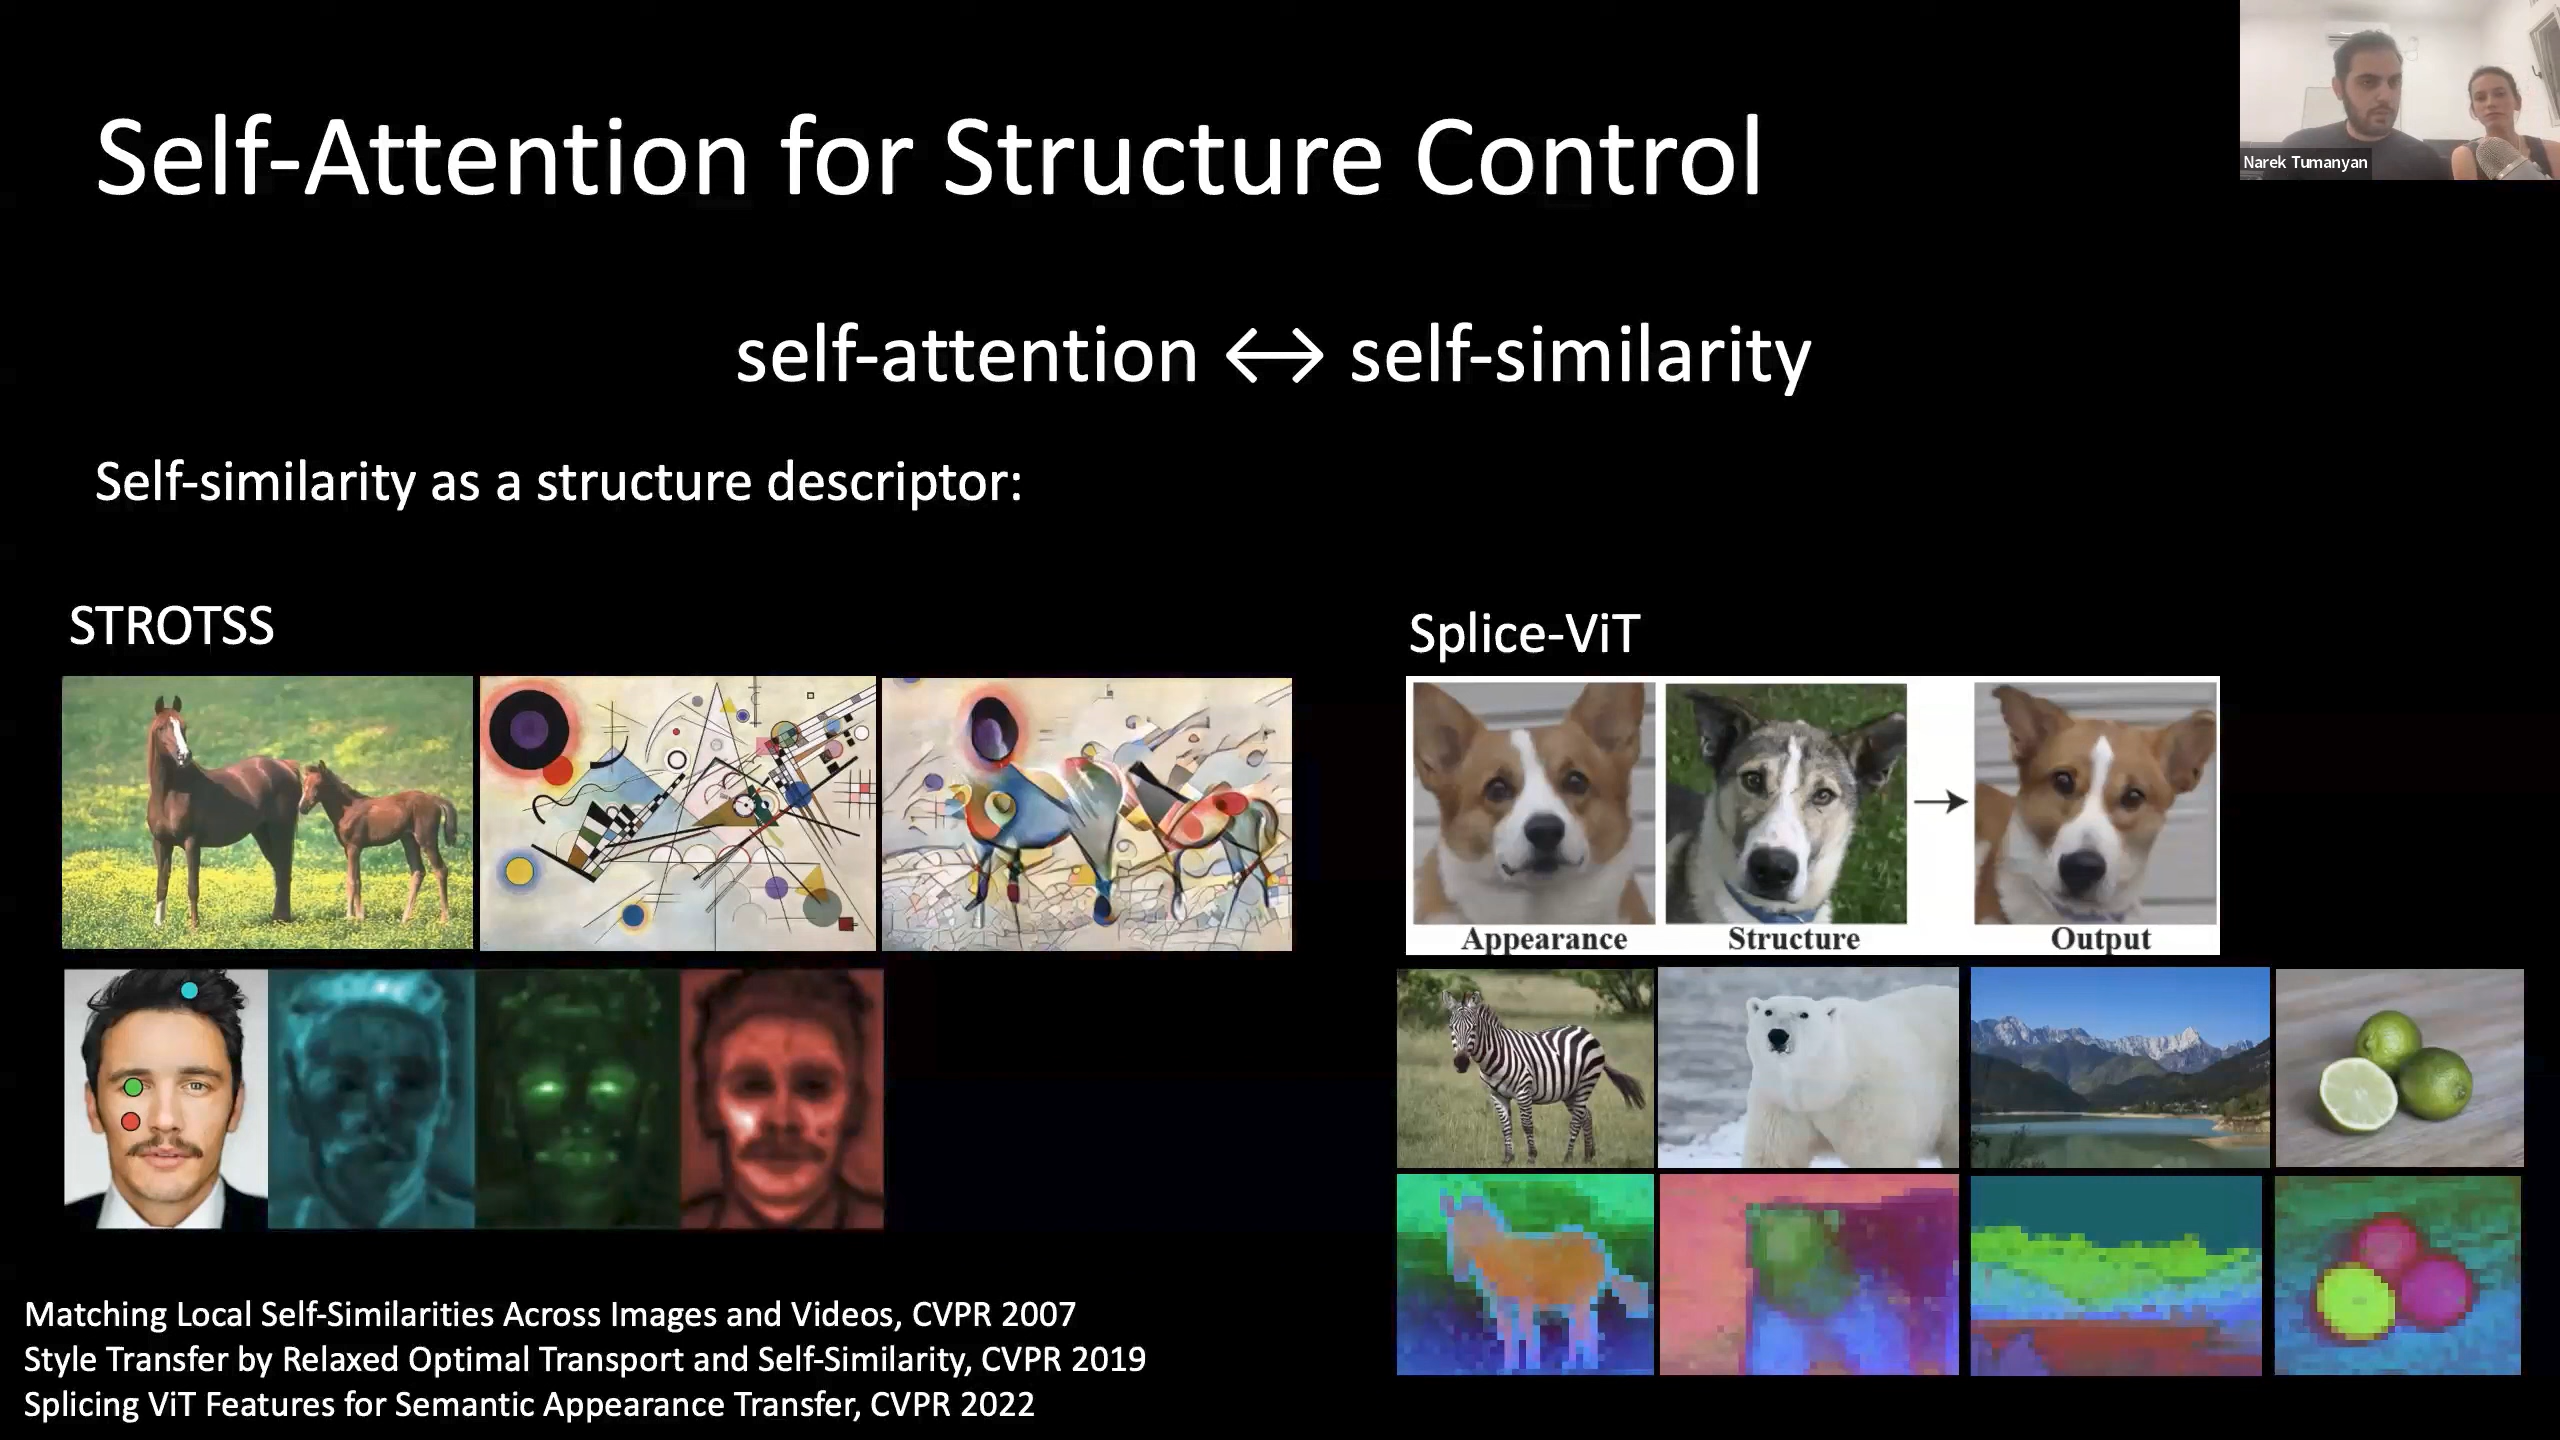 Self-Attention for Structure Control
Narek Tumanyan
self-attention ↔ self-similarity
Self-similarity as a structure descriptor:
STROTSS
Splice-ViT
Appearance
Structure
Output
Matching Local Self-Similarities Across Images and Videos, CVPR 2007
Style Transfer by Relaxed Optimal Transport and Self-Similarity, CVPR 2019
Splicing ViT Features for Semantic Appearance Transfer, CVPR 2022